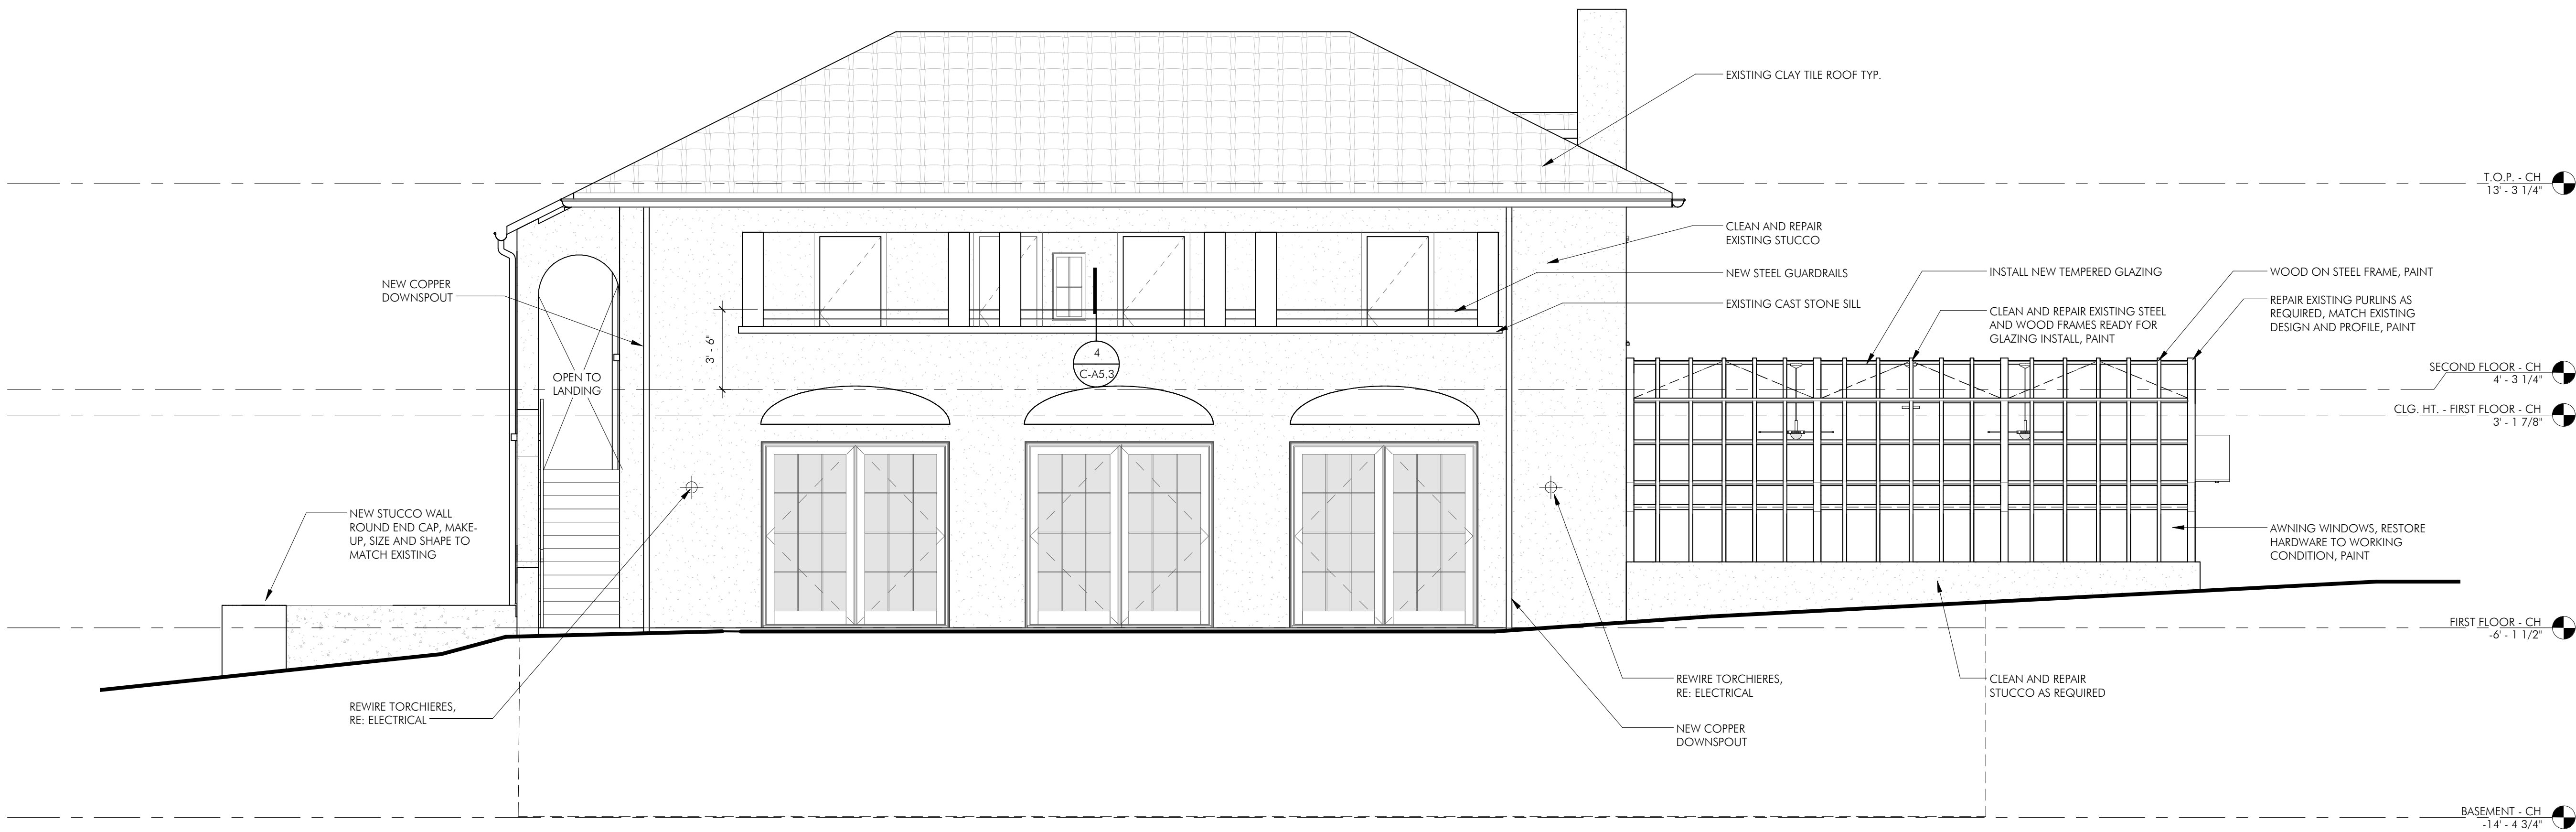 EXISTING CLAY TILE ROOF TYP.
T.O.P. - CH
13' - 3 1/4"
CLEAN AND REPAIR
EXISTING STUCCO
NEW STEEL GUARDRAILS
EXISTING CAST STONE SILL
INSTALL NEW TEMPERED GLAZING
WOOD ON STEEL FRAME, PAINT
CLEAN AND REPAIR EXISTING STEEL
AND WOOD FRAMES READY FOR
GLAZING INSTALL, PAINT
REPAIR EXISTING PURLINS AS
REQUIRED, MATCH EXISTING
DESIGN AND PROFILE, PAINT
NEW COPPER
DOWNSPOUT
3' - 6"
4
C-A5.3
OPEN TO
LANDING
SECOND FLOOR - CH
4' - 3 1/4"
CLG. HT. - FIRST FLOOR - CH
3' - 1 7/8"
NEW STUCCO WALL
ROUND END CAP, MAKE-
UP, SIZE AND SHAPE TO
MATCH EXISTING
AWNING WINDOWS, RESTORE
HARDWARE TO WORKING
CONDITION, PAINT
FIRST FLOOR - CH
-6' - 1 1/2"
REWIRE TORCHIERES,
RE: ELECTRICAL
REWIRE TORCHIERES,
RE: ELECTRICAL
CLEAN AND REPAIR
STUCCO AS REQUIRED
NEW COPPER
DOWNSPOUT
BASEMENT - CH
-14' - 4 3/4"